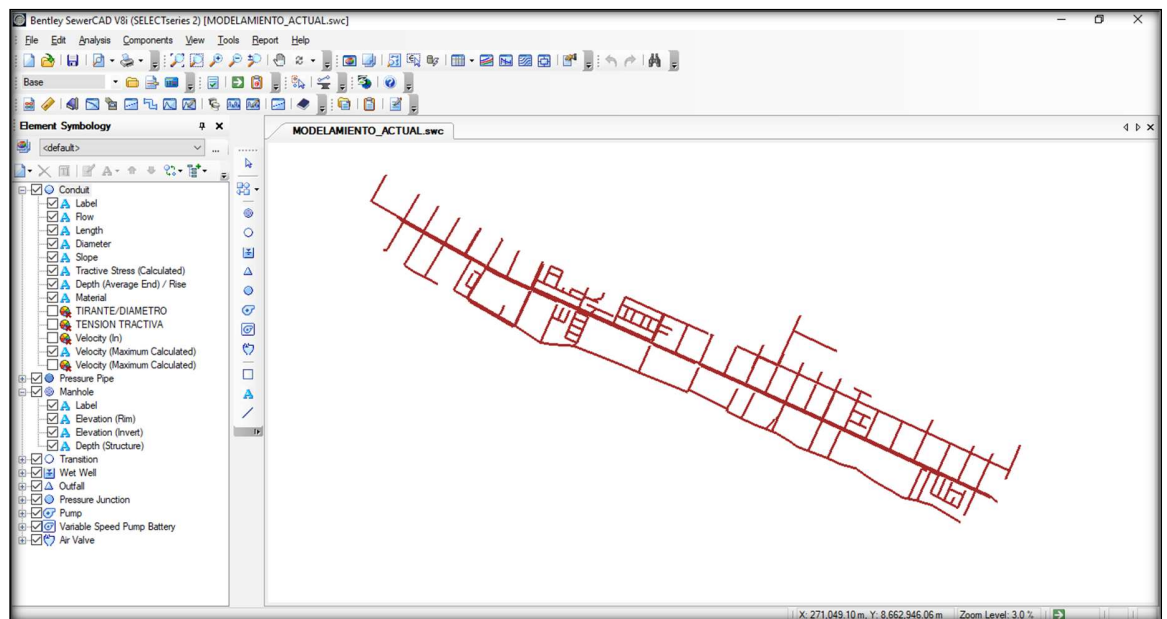 Bentley SewerCAD V8i (SELECTseries 2) [MODELAMIENTO_ACTUAL.swc]
File Edit Analysis Components View Tools Report Help
Base
Element Symbology
MODELAMIENTO_ACTUAL.swc
<default>
Conduit
Label
Flow
Length
Diameter
Slope
Tractive Stress (Calculated)
Depth (Average End) / Rise
Material
TIRANTE/DIAMETRO
TENSION TRACTIVA
Velocity (In)
Velocity (Maximum Calculated)
Velocity (Maximum Calculated)
Pressure Pipe
Manhole
Label
Elevation (Rim)
Elevation (Invert)
Depth (Structure)
Transition
Wet Well
Outfall
Pressure Junction
Pump
Variable Speed Pump Battery
Air Valve
X: 271,049.10 m, Y: 8,662,946.06 m Zoom Level: 3.0 %